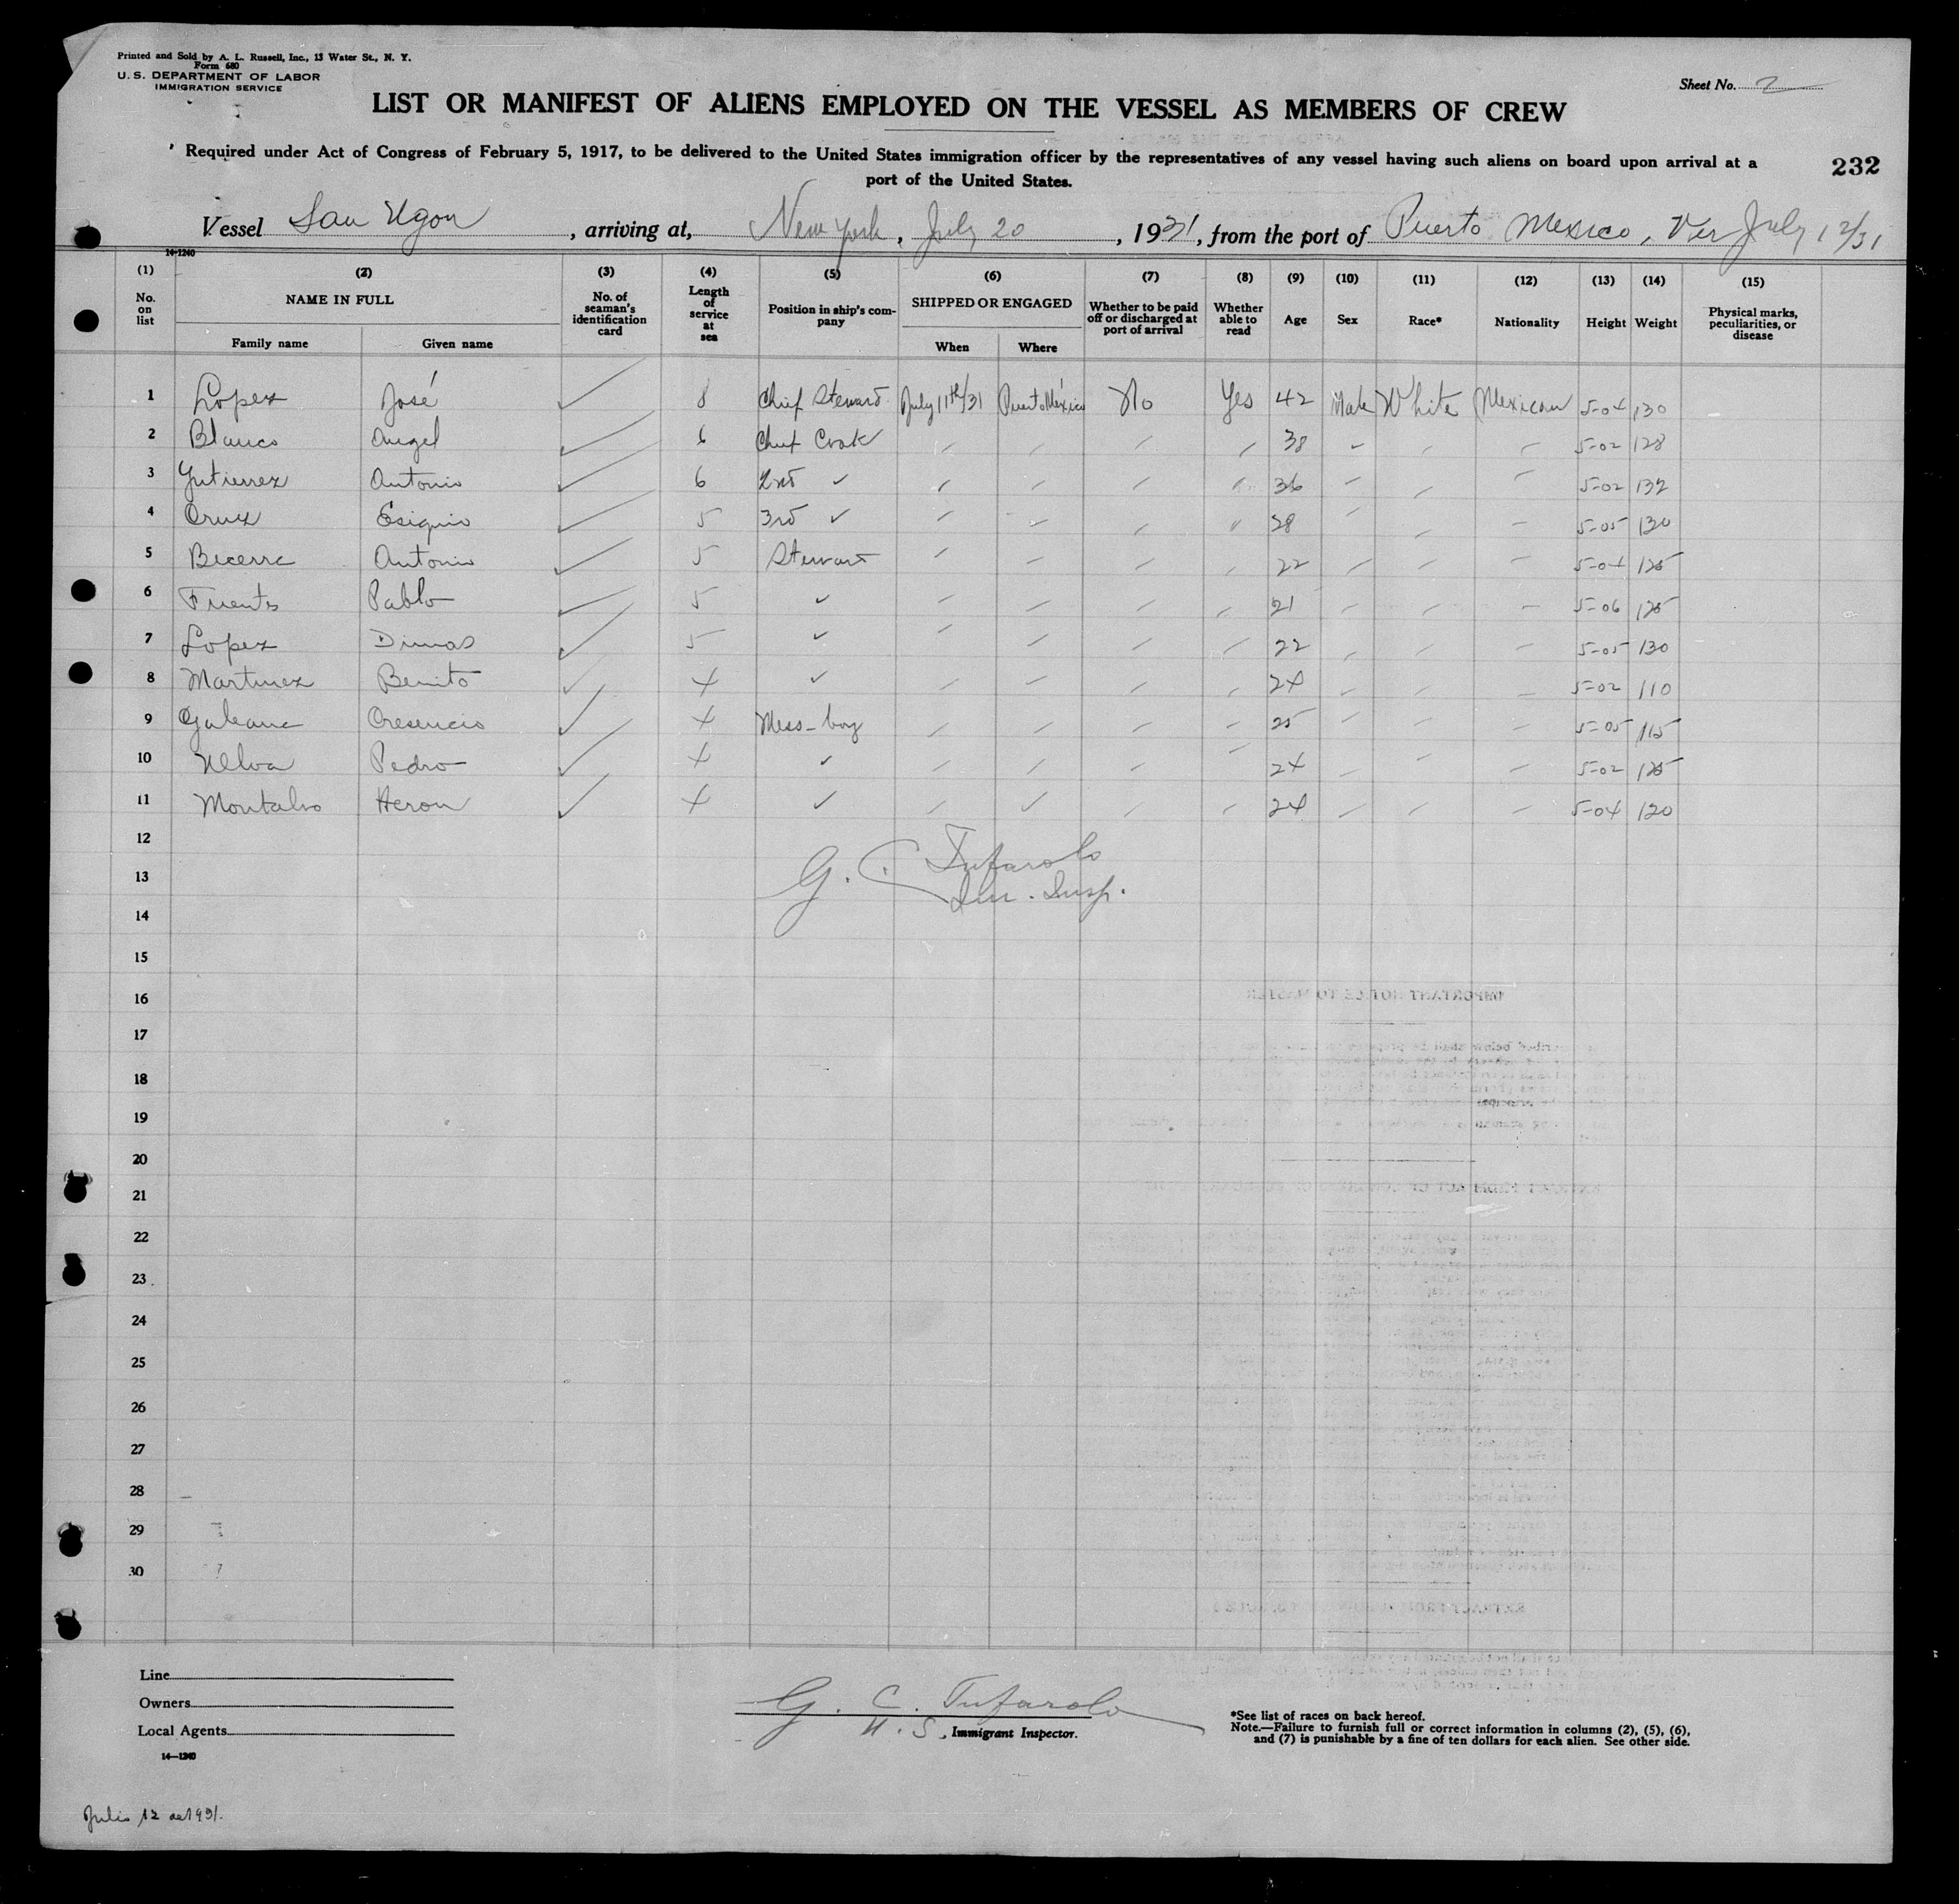 Printed and Sold by A. L. Russell, Inc., 13 Water St., N. Y.
Form 680
U. S. DEPARTMENT OF LABOR
IMMIGRATION SERVICE
Sheet No. 2
LIST OR MANIFEST OF ALIENS EMPLOYED ON THE VESSEL AS MEMBERS OF CREW
Required under Act of Congress of February 5, 1917, to be delivered to the United States immigration officer by the representatives of any vessel having such aliens on board upon arrival at a
port of the United States.
232
Vessel San Ugon, arriving at, New York, July 20, 1931, from the port of Puerto Mexico, Ver July 12/31
14-1240
(1) (2) (3) (4) (5) (6) (7) (8) (9) (10) (11) (12) (13) (14) (15)
No. on list NAME IN FULL No. of seaman's identification card Length of service at sea Position in ship's company SHIPPED OR ENGAGED Whether to be paid off or discharged at port of arrival Whether able to read Age Sex Race* Nationality Height Weight Physical marks, peculiarities, or disease
Family name Given name When Where
1 Lopez José ✓ 8 Chief Steward July 11th/31 Puerto México No Yes 42 Male White Mexican 5-04 130
2 Blanco Angel ✓ 6 Chief Cook 38 5-02 128
3 Gutierrez Antonio ✓ 6 2nd ✓ 36 5-02 132
4 Cruz Esiquio ✓ 5 3rd ✓ 28 5-05 130
5 Becerra Antonio ✓ 5 Stewart 22 5-04 125
6 Fuentes Pablo ✓ 5 ✓ 21 5-06 125
7 Lopez Dimas ✓ 5 ✓ 22 5-05 130
8 Martinez Benito ✓ 4 ✓ 24 5-02 110
9 Galeana Cresencio ✓ 4 Mess-boy 25 5-05 115
10 Pedro ✓ 4 ✓ 24 5-02 125
11 Montalvo Heron ✓ 4 ✓ ✓ 24 5-04 120
12
G. C. Tufarolo
13
Imm. Insp.
14
15
16
17
18
19
20
21
22
23
24
25
26
27
28
29
30
Line
Owners
Local Agents
14—1240
G. C. Tufarolo
U. S. Immigrant Inspector.
*See list of races on back hereof.
Note.—Failure to furnish full or correct information in columns (2), (5), (6),
and (7) is punishable by a fine of ten dollars for each alien. See other side.
Julio 12 de 1931.